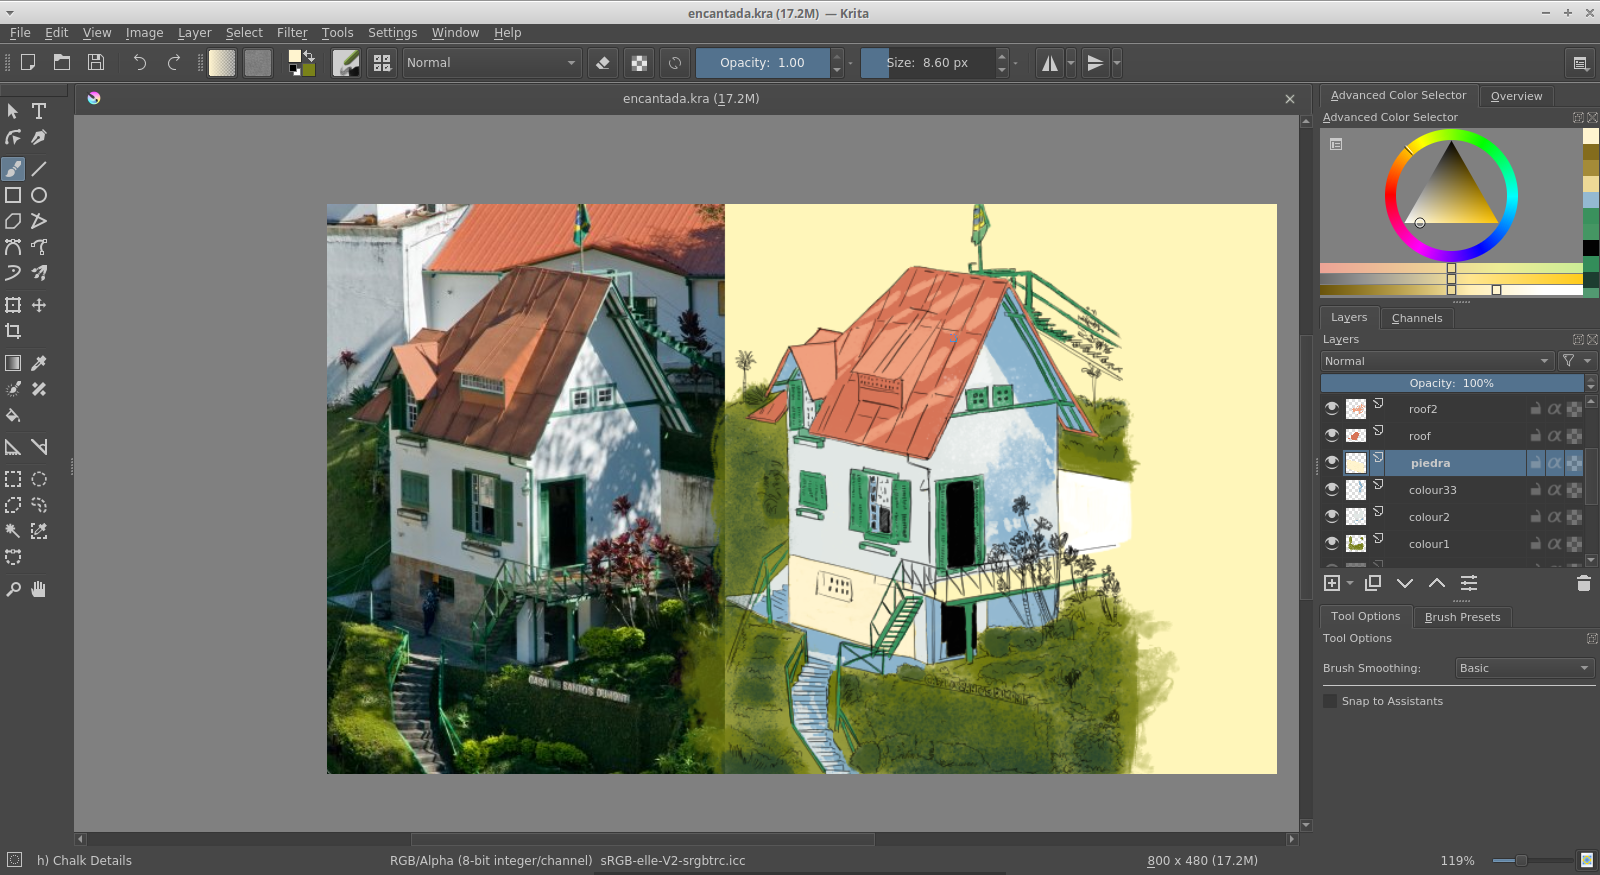 encantada.kra (17.2M) — Krita
File Edit View Image Layer Select Filter Tools Settings Window Help
Normal
Opacity: 1.00
Size: 8.60 px
encantada.kra (17.2M)
Advanced Color Selector Overview
Advanced Color Selector
Layers Channels
Layers
Normal
Opacity: 100%
roof2
roof
piedra
colour33
colour2
colour1
Tool Options Brush Presets
Tool Options
Brush Smoothing: Basic
Snap to Assistants
CASA DE SANTOS DUMONT
h) Chalk Details
RGB/Alpha (8-bit integer/channel) sRGB-elle-V2-srgbtrc.icc
800 x 480 (17.2M)
119%